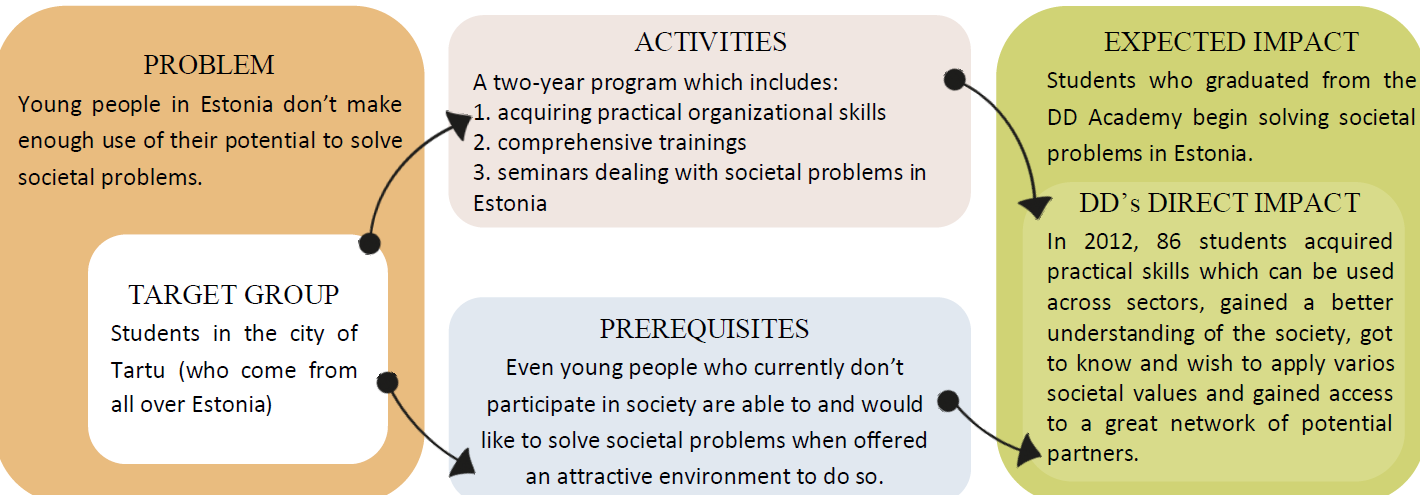 PROBLEM
Young people in Estonia don’t make
enough use of their potential to solve
societal problems.
TARGET GROUP
Students in the city of
Tartu (who come from
all over Estonia)
ACTIVITIES
A two-year program which includes:
1. acquiring practical organizational skills
2. comprehensive trainings
3. seminars dealing with societal problems in
Estonia
PREREQUISITES
Even young people who currently don’t
participate in society are able to and would
like to solve societal problems when offered
an attractive environment to do so.
EXPECTED IMPACT
Students who graduated from the
DD Academy begin solving societal
problems in Estonia.
DD’s DIRECT IMPACT
In 2012, 86 students acquired
practical skills which can be used
across sectors, gained a better
understanding of the society, got
to know and wish to apply varios
societal values and gained access
to a great network of potential
partners.